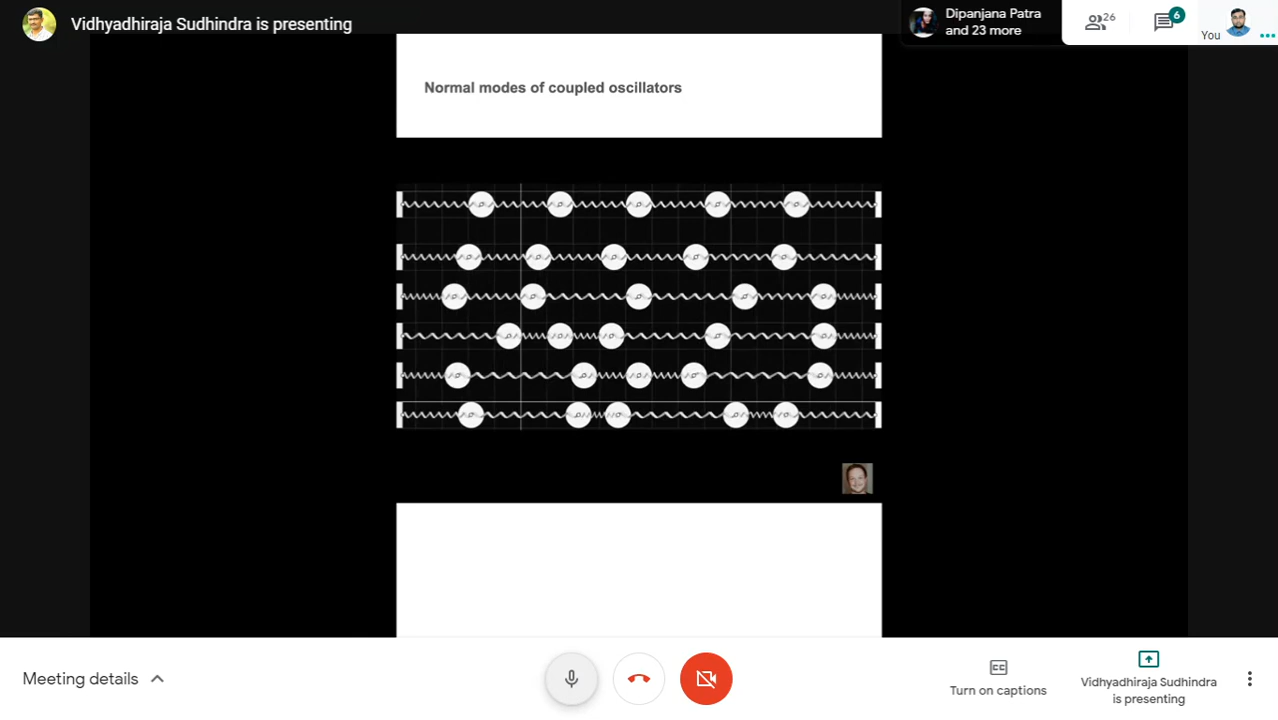 Vidhyadhiraja Sudhindra is presenting
Dipanjana Patra
and 23 more
26
6
You
Normal modes of coupled oscillators
Meeting details
CC
Turn on captions
Vidhyadhiraja Sudhindra
is presenting